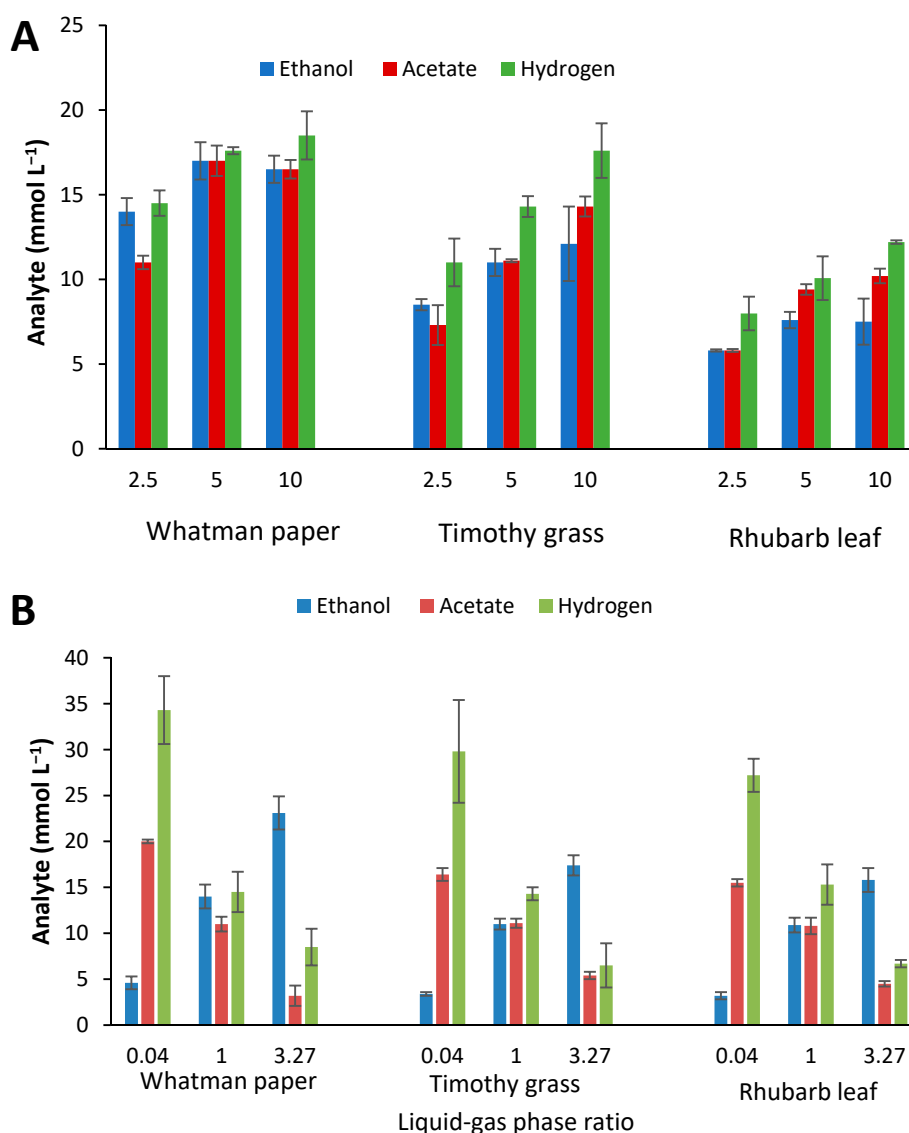 A
25
Ethanol Acetate Hydrogen
20
15
10
5
0
Analyte (mmol L⁻¹)
2.5 5 10 2.5 5 10 2.5 5 10
Whatman paper Timothy grass Rhubarb leaf
B
Ethanol Acetate Hydrogen
40
35
30
25
20
15
10
5
0
Analyte (mmol L⁻¹)
0.04 1 3.27 0.04 1 3.27 0.04 1 3.27
Whatman paper Timothy grass Rhubarb leaf
Liquid-gas phase ratio